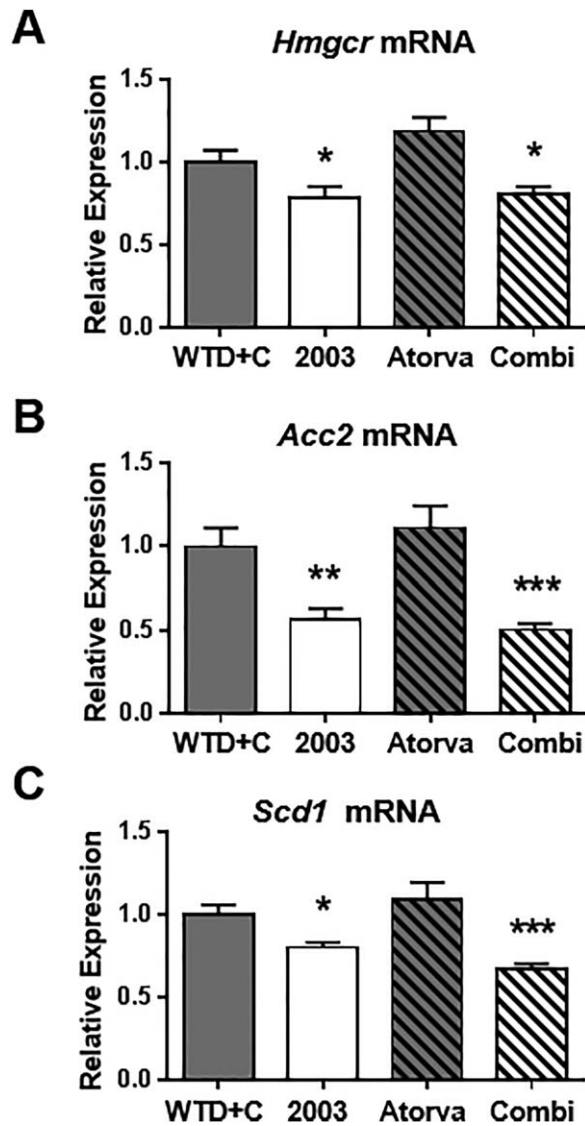 A
Hmgcr mRNA
Relative Expression
1.5
1.0
0.5
0.0
*
*
WTD+C 2003 Atorva Combi
B
Acc2 mRNA
Relative Expression
1.5
1.0
0.5
0.0
**
***
WTD+C 2003 Atorva Combi
C
Scd1 mRNA
Relative Expression
1.5
1.0
0.5
0.0
*
***
WTD+C 2003 Atorva Combi